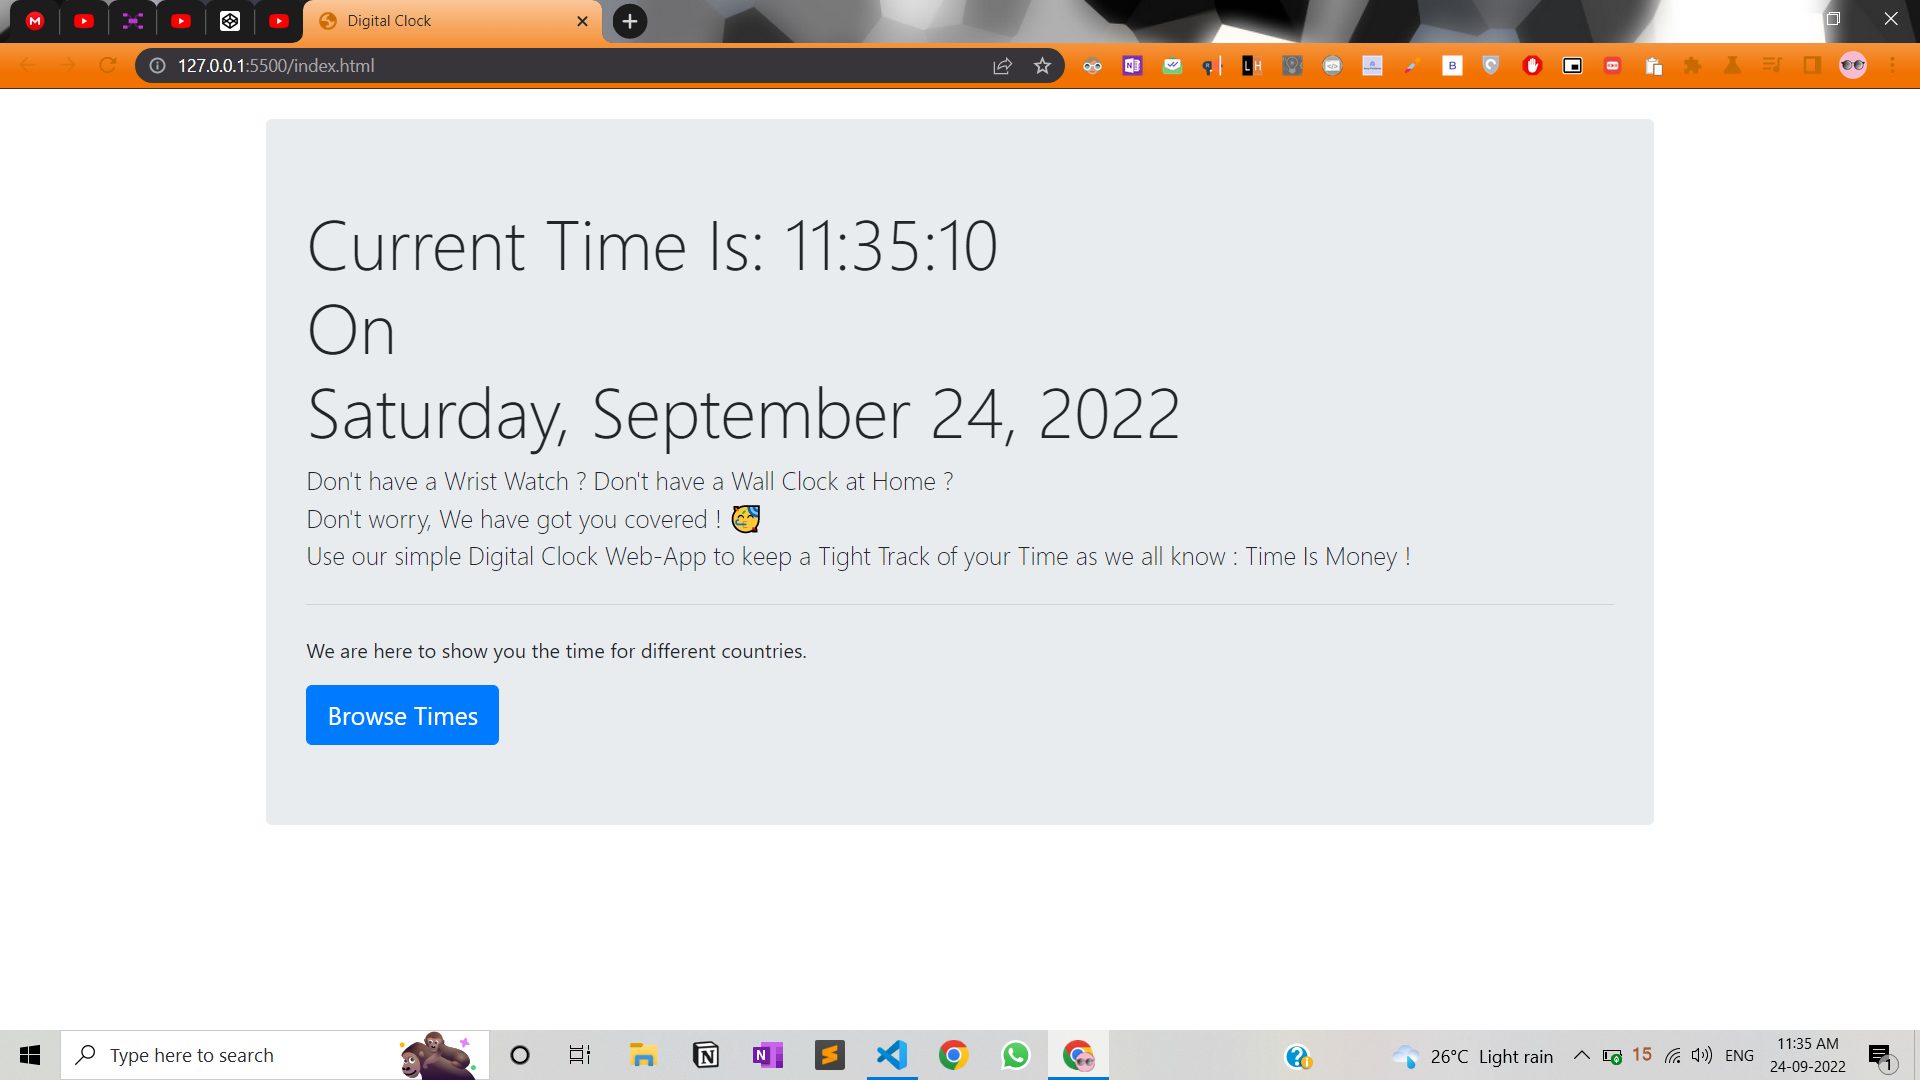 Digital Clock
127.0.0.1:5500/index.html
Current Time Is: 11:35:10
On
Saturday, September 24, 2022
Don't have a Wrist Watch ? Don't have a Wall Clock at Home ?
Don't worry, We have got you covered ! 🥳
Use our simple Digital Clock Web-App to keep a Tight Track of your Time as we all know : Time Is Money !
We are here to show you the time for different countries.
Browse Times
Type here to search
26°C Light rain
15
ENG
11:35 AM
24-09-2022
1